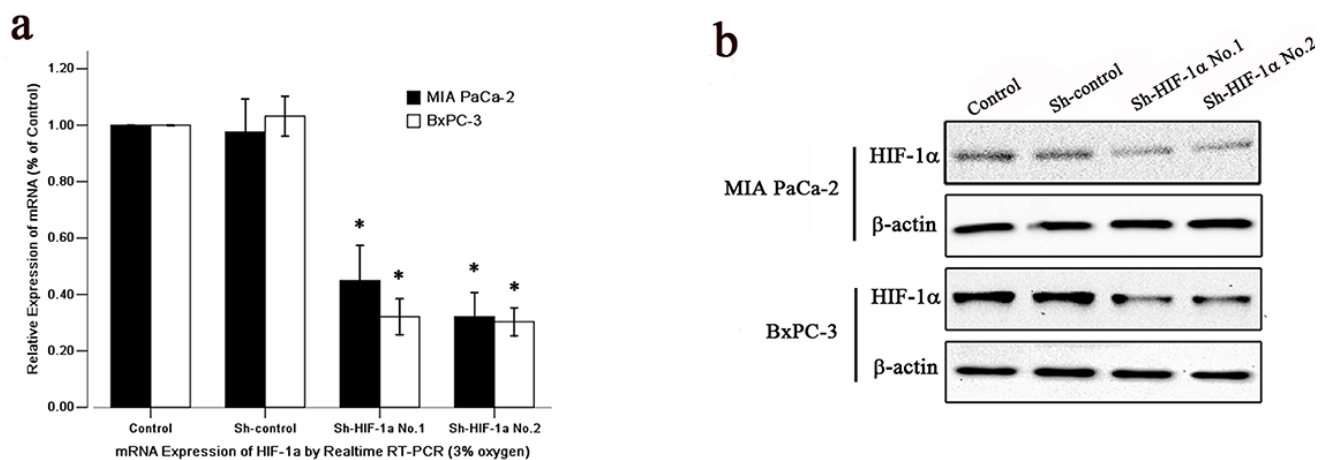 a
1.20
1.00
0.80
0.60
0.40
0.20
0.00
Relative Expression of mRNA (% of Control)
MIA PaCa-2
BxPC-3
*
*
*
*
Control
Sh-control
Sh-HIF-1a No.1
Sh-HIF-1a No.2
mRNA Expression of HIF-1a by Realtime RT-PCR (3% oxygen)
b
Control
Sh-control
Sh-HIF-1α No.1
Sh-HIF-1α No.2
MIA PaCa-2
HIF-1α
β-actin
BxPC-3
HIF-1α
β-actin